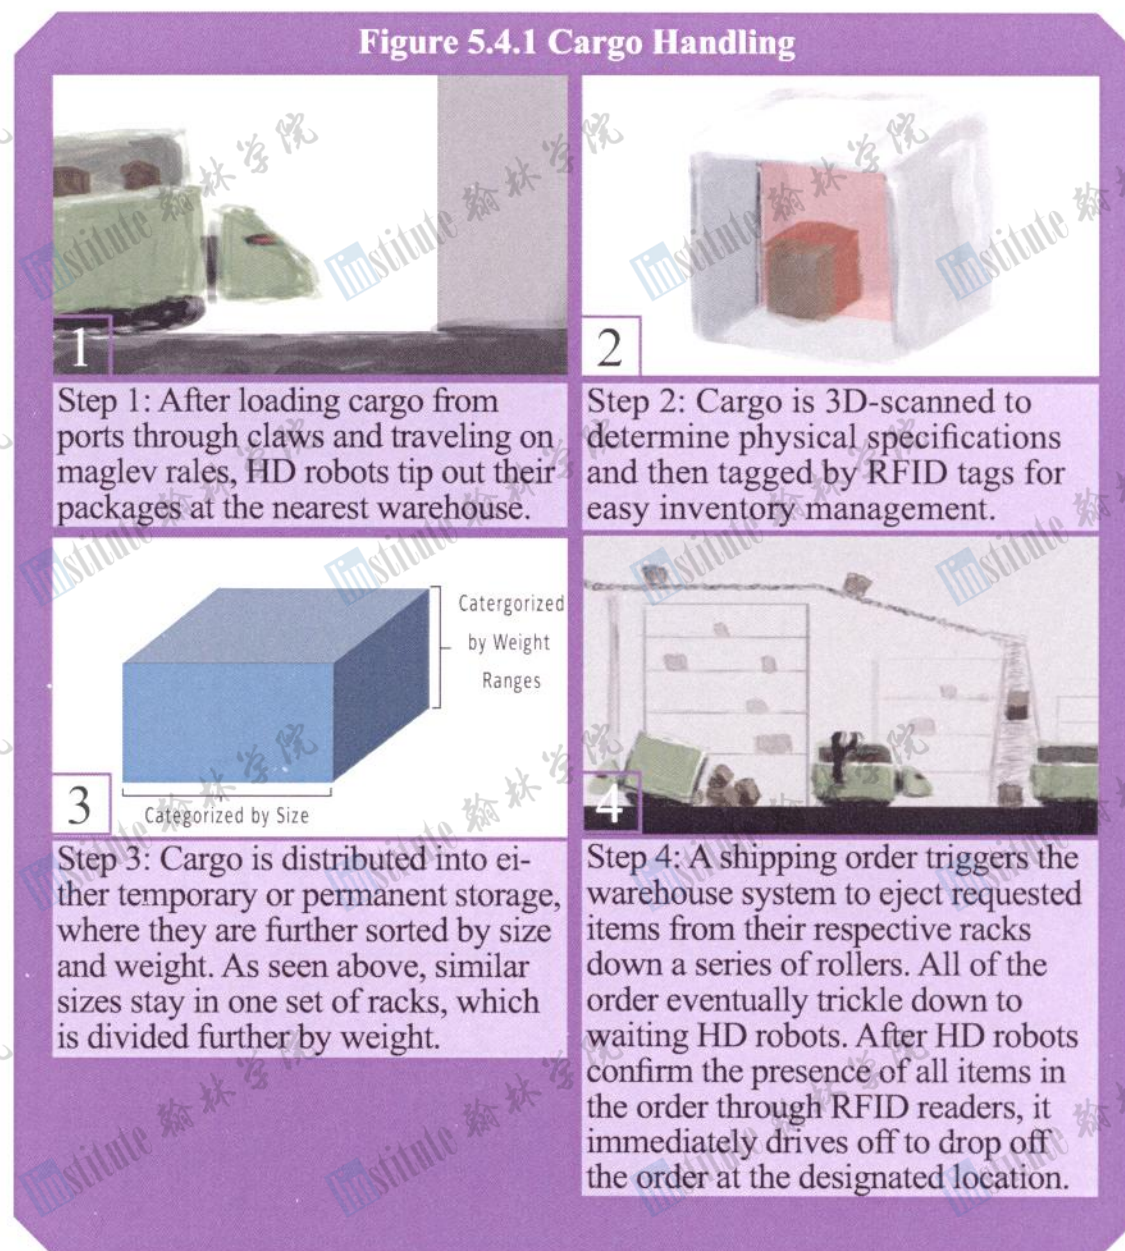 Figure 5.4.1 Cargo Handling
1
Step 1: After loading cargo from
ports through claws and traveling on
maglev rales, HD robots tip out their
packages at the nearest warehouse.
2
Step 2: Cargo is 3D-scanned to
determine physical specifications
and then tagged by RFID tags for
easy inventory management.
Catergorized
by Weight
Ranges
3
Categorized by Size
Step 3: Cargo is distributed into ei-
ther temporary or permanent storage,
where they are further sorted by size
and weight. As seen above, similar
sizes stay in one set of racks, which
is divided further by weight.
4
Step 4: A shipping order triggers the
warehouse system to eject requested
items from their respective racks
down a series of rollers. All of the
order eventually trickle down to
waiting HD robots. After HD robots
confirm the presence of all items in
the order through RFID readers, it
immediately drives off to drop off
the order at the designated location.
Institute 翰林学院